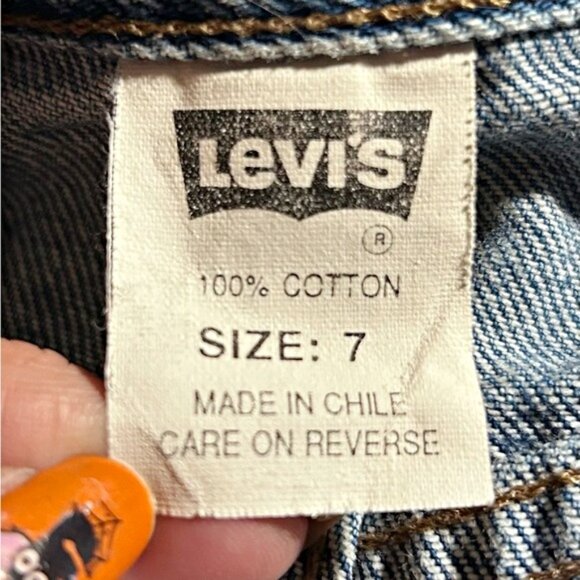 Levi's
®
100% COTTON
SIZE: 7
MADE IN CHILE
CARE ON REVERSE